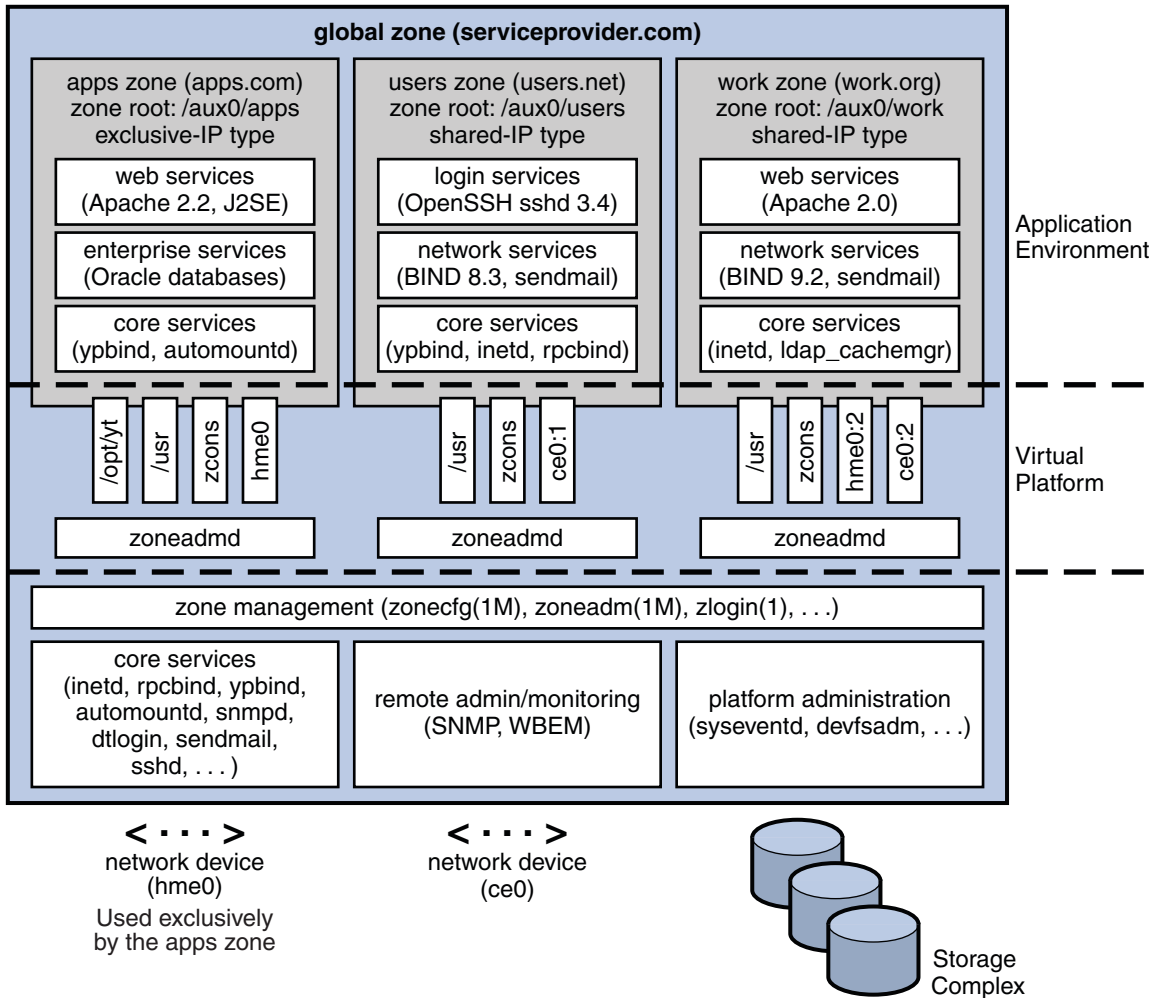 global zone (serviceprovider.com)
apps zone (apps.com)
zone root: /aux0/apps
exclusive-IP type
web services
(Apache 2.2, J2SE)
enterprise services
(Oracle databases)
core services
(ypbind, automountd)
users zone (users.net)
zone root: /aux0/users
shared-IP type
login services
(OpenSSH sshd 3.4)
network services
(BIND 8.3, sendmail)
core services
(ypbind, inetd, rpcbind)
work zone (work.org)
zone root: /aux0/work
shared-IP type
web services
(Apache 2.0)
network services
(BIND 9.2, sendmail)
core services
(inetd, ldap_cachemgr)
Application
Environment
/opt/yt
/usr
zcons
hme0
zoneadmd
/usr
zcons
ce0:1
zoneadmd
/usr
zcons
hme0:2
ce0:2
zoneadmd
Virtual
Platform
zone management (zonecfg(1M), zoneadm(1M), zlogin(1), . . .)
core services
(inetd, rpcbind, ypbind,
automountd, snmpd,
dtlogin, sendmail,
sshd, . . . )
remote admin/monitoring
(SNMP, WBEM)
platform administration
(syseventd, devfsadm, . . .)
< · · · >
network device
(hme0)
Used exclusively
by the apps zone
< · · · >
network device
(ce0)
Storage
Complex